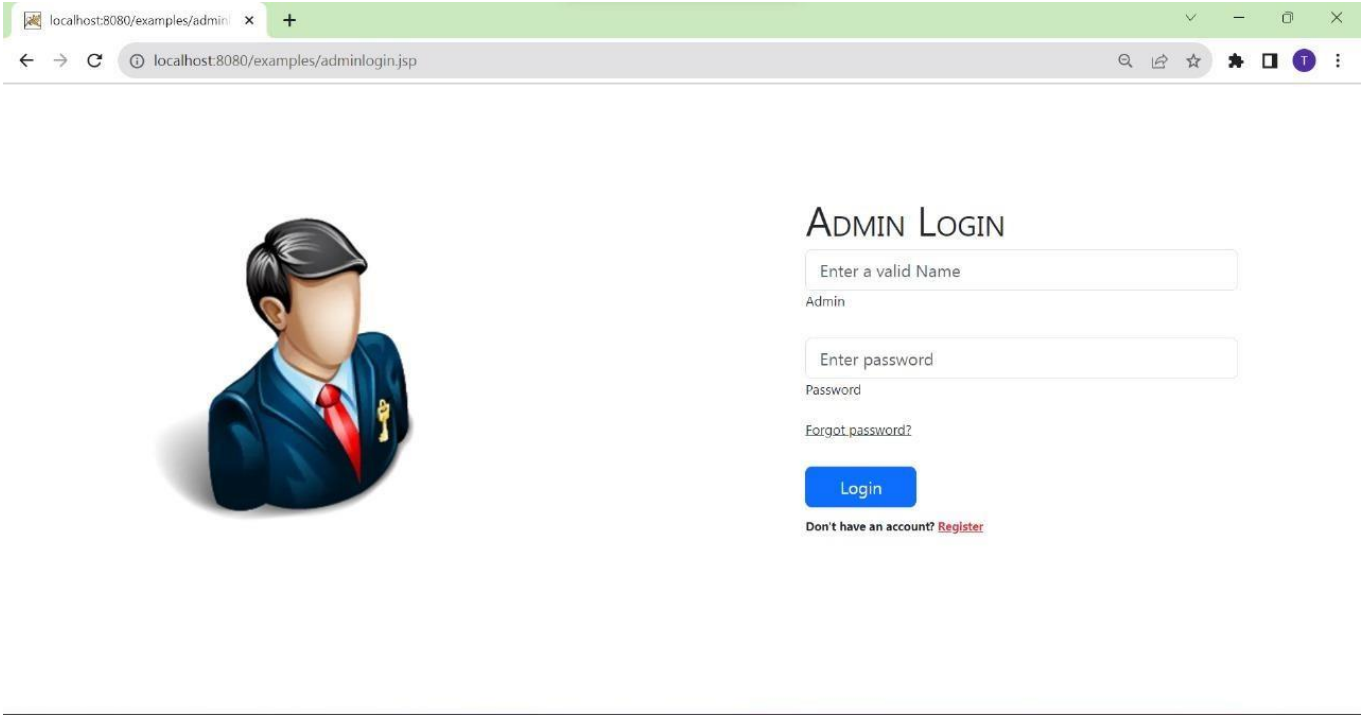 localhost:8080/examples/admin
localhost:8080/examples/adminlogin.jsp
T
Admin Login
Enter a valid Name
Admin
Enter password
Password
Forgot password?
Login
Don't have an account? Register